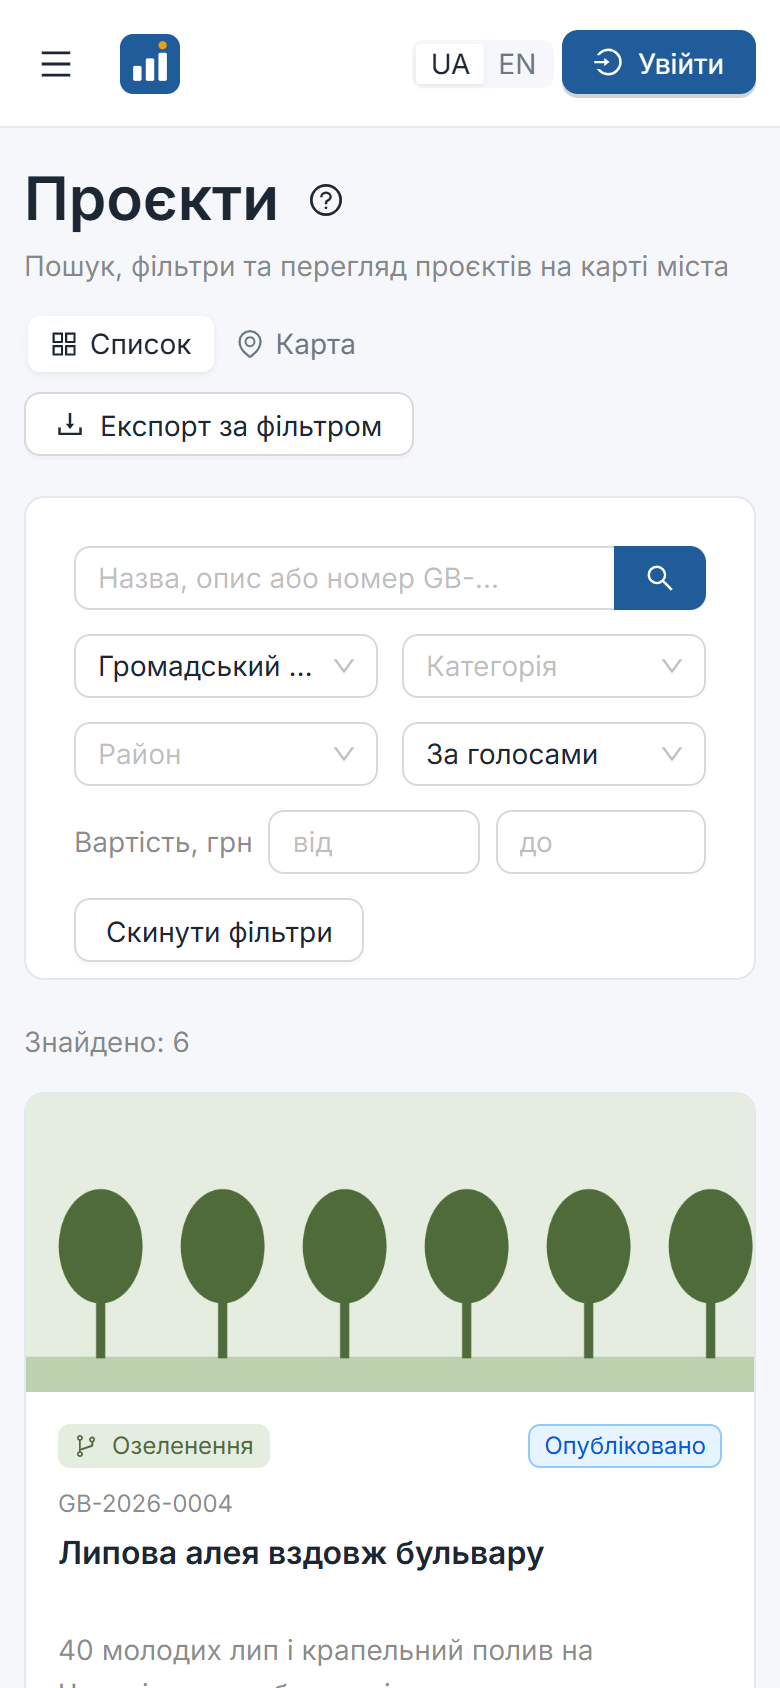 UA EN Увійти
Проєкти
Пошук, фільтри та перегляд проєктів на карті міста
Список Карта
Експорт за фільтром
Назва, опис або номер GB-...
Громадський ... Категорія
Район За голосами
Вартість, грн від до
Скинути фільтри
Знайдено: 6
Озеленення Опубліковано
GB-2026-0004
Липова алея вздовж бульвару
40 молодих лип і крапельний полив на